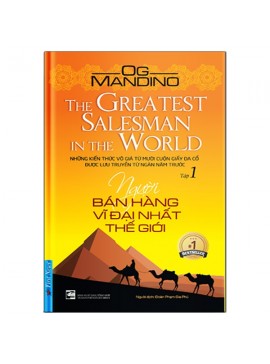 OG
MANDINO
THE GREATEST
SALESMAN
IN THE WORLD
NHỮNG KIẾN THỨC VÔ GIÁ TỪ MƯỜI CUỘN GIẤY DA CỔ
ĐƯỢC LƯU TRUYỀN TỪ NGÀN NĂM TRƯỚC
Tập 1
Người
BÁN HÀNG
VĨ ĐẠI NHẤT
THẾ GIỚI
#1
BESTSELLER
First News